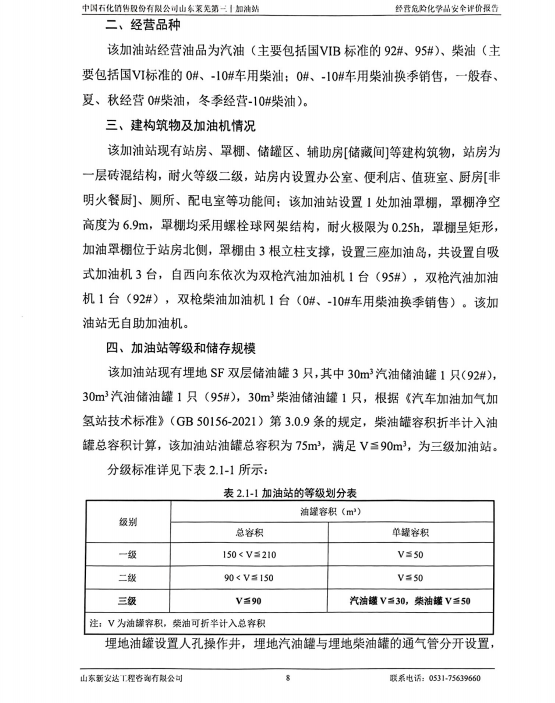 中国石化销售股份有限公司山东莱芜第三十加油站 经营危险化学品安全评价报告
二、经营品种
该加油站经营油品为汽油（主要包括国VIB 标准的 92#、95#）、柴油（主
要包括国VI标准的 0#、-10#车用柴油；0#、-10#车用柴油换季销售，一般春、
夏、秋经营 0#柴油，冬季经营-10#柴油）。
三、建构筑物及加油机情况
该加油站现有站房、罩棚、储罐区、辅助房[储藏间]等建构筑物，站房为
一层砖混结构，耐火等级二级，站房内设置办公室、便利店、值班室、厨房[非
明火餐厨]、厕所、配电室等功能间；该加油站设置 1 处加油罩棚，罩棚净空
高度为 6.9m，罩棚均采用螺栓球网架结构，耐火极限为 0.25h，罩棚呈矩形，
加油罩棚位于站房北侧，罩棚由 3 根立柱支撑，设置三座加油岛，共设置自吸
式加油机 3 台，自西向东依次为双枪汽油加油机 1 台（95#），双枪汽油加油
机 1 台（92#），双枪柴油加油机 1 台（0#、-10#车用柴油换季销售）。该加
油站无自助加油机。
四、加油站等级和储存规模
该加油站现有埋地 SF 双层储油罐 3 只，其中 30m³ 汽油储油罐 1 只（92#），
30m³ 汽油储油罐 1 只（95#），30m³ 柴油储油罐 1 只，根据《汽车加油加气加
氢站技术标准》（GB 50156-2021）第 3.0.9 条的规定，柴油罐容积折半计入油
罐总容积计算，该加油站油罐总容积为 75m³，满足 V≦90m³，为三级加油站。
分级标准详见下表 2.1-1 所示：
表 2.1-1 加油站的等级划分表
级别 油罐容积（m³）
总容积 单罐容积
一级 150＜V≦210 V≦50
二级 90＜V≦150 V≦50
三级 V≦90 汽油罐 V≦30，柴油罐 V≦50
注：V 为油罐容积，柴油可折半计入总容积
埋地油罐设置人孔操作井，埋地汽油罐与埋地柴油罐的通气管分开设置，
山东新安达工程咨询有限公司 8 联系电话：0531-75639660